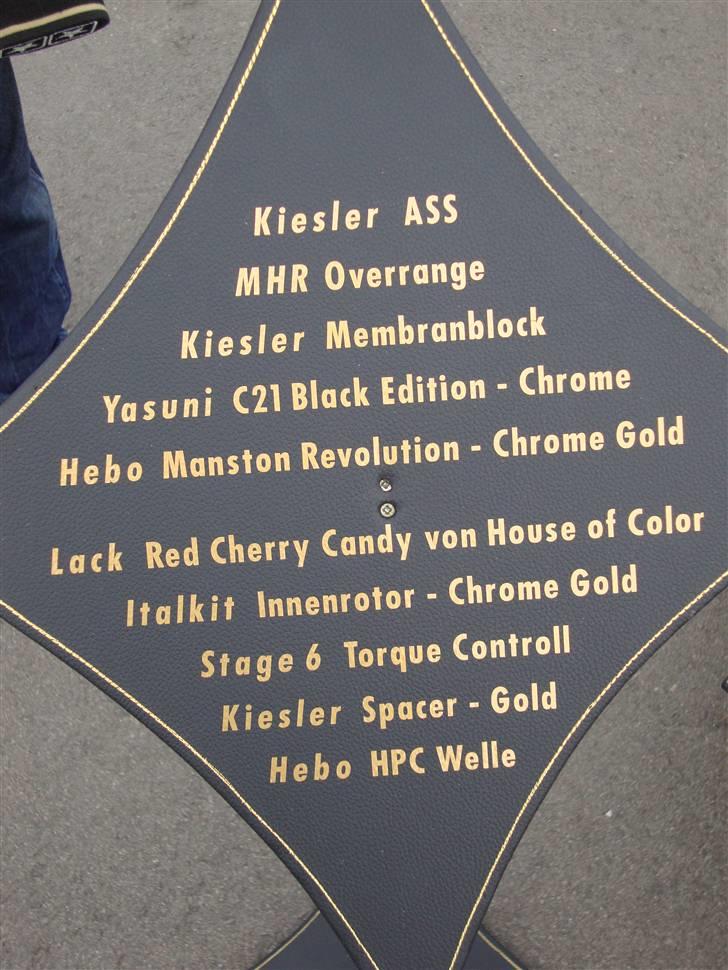 Kiesler ASS
MHR Overrange
Kiesler Membranblock
Yasuni C21 Black Edition - Chrome
Hebo Manston Revolution - Chrome Gold
Lack Red Cherry Candy von House of Color
Italkit Innenrotor - Chrome Gold
Stage 6 Torque Controll
Kiesler Spacer - Gold
Hebo HPC Welle